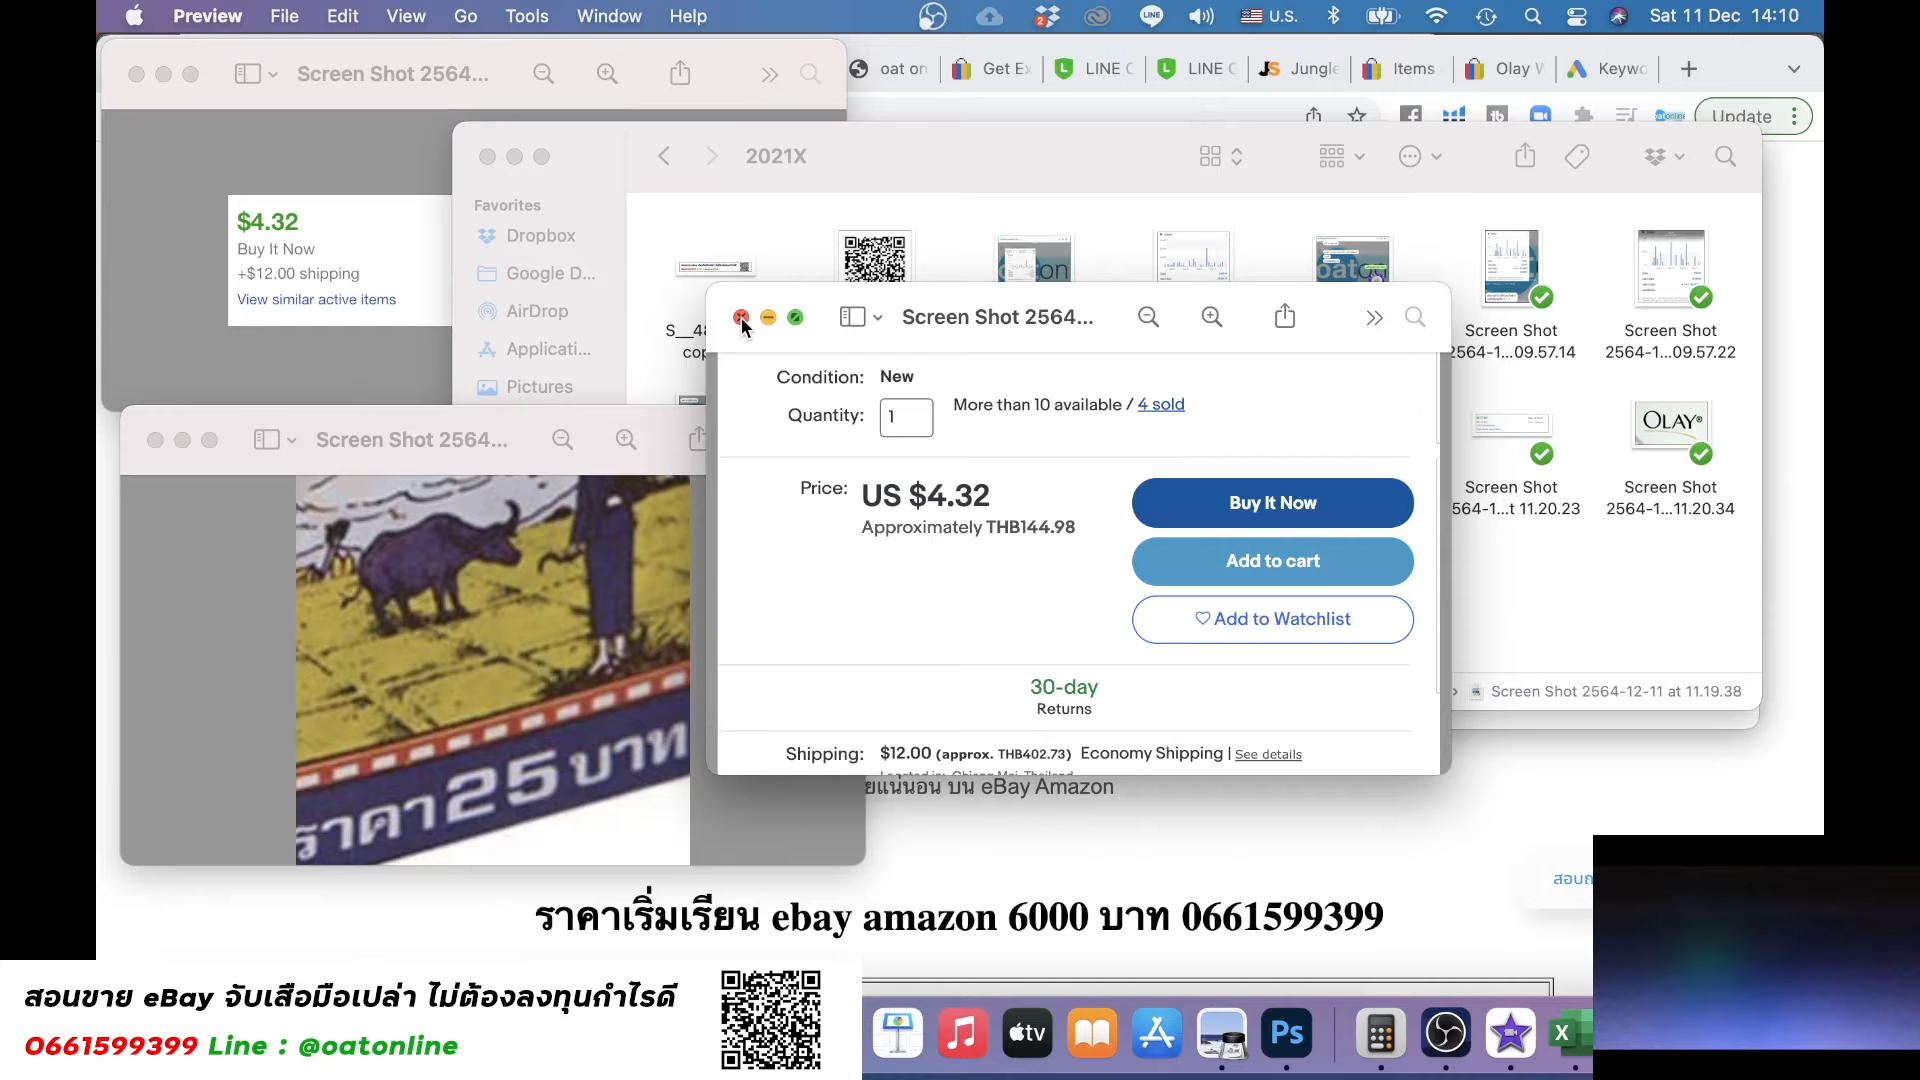 Preview File Edit View Go Tools Window Help
U.S. Sat 11 Dec 14:10
Screen Shot 2564...
oat on
Get Ex
LINE C
LINE C
Jungle
Items
Olay W
Keywo
Update
2021X
$4.32
Buy It Now
+$12.00 shipping
View similar active items
Favorites
Dropbox
Google D...
AirDrop
Applicati...
Pictures
Screen Shot 2564...
Screen Shot
2564-1...09.57.14
Screen Shot
2564-1...09.57.22
OLAY
Screen Shot
564-1...t 11.20.23
Screen Shot
2564-1...11.20.34
Screen Shot 2564-12-11 at 11.19.38
Condition: New
Quantity: 1 More than 10 available / 4 sold
Price: US $4.32
Approximately THB144.98
Buy It Now
Add to cart
Add to Watchlist
30-day
Returns
Shipping: $12.00 (approx. THB402.73) Economy Shipping | See details
Screen Shot 2564...
ราคา 25 บาท
ยแน่นอน บน eBay Amazon
สอบถ
ราคาเริ่มเรียน ebay amazon 6000 บาท 0661599399
สอนขาย eBay จับเสือมือเปล่า ไม่ต้องลงทุนกำไรดี
0661599399 Line : @oatonline
tv
Ps
X